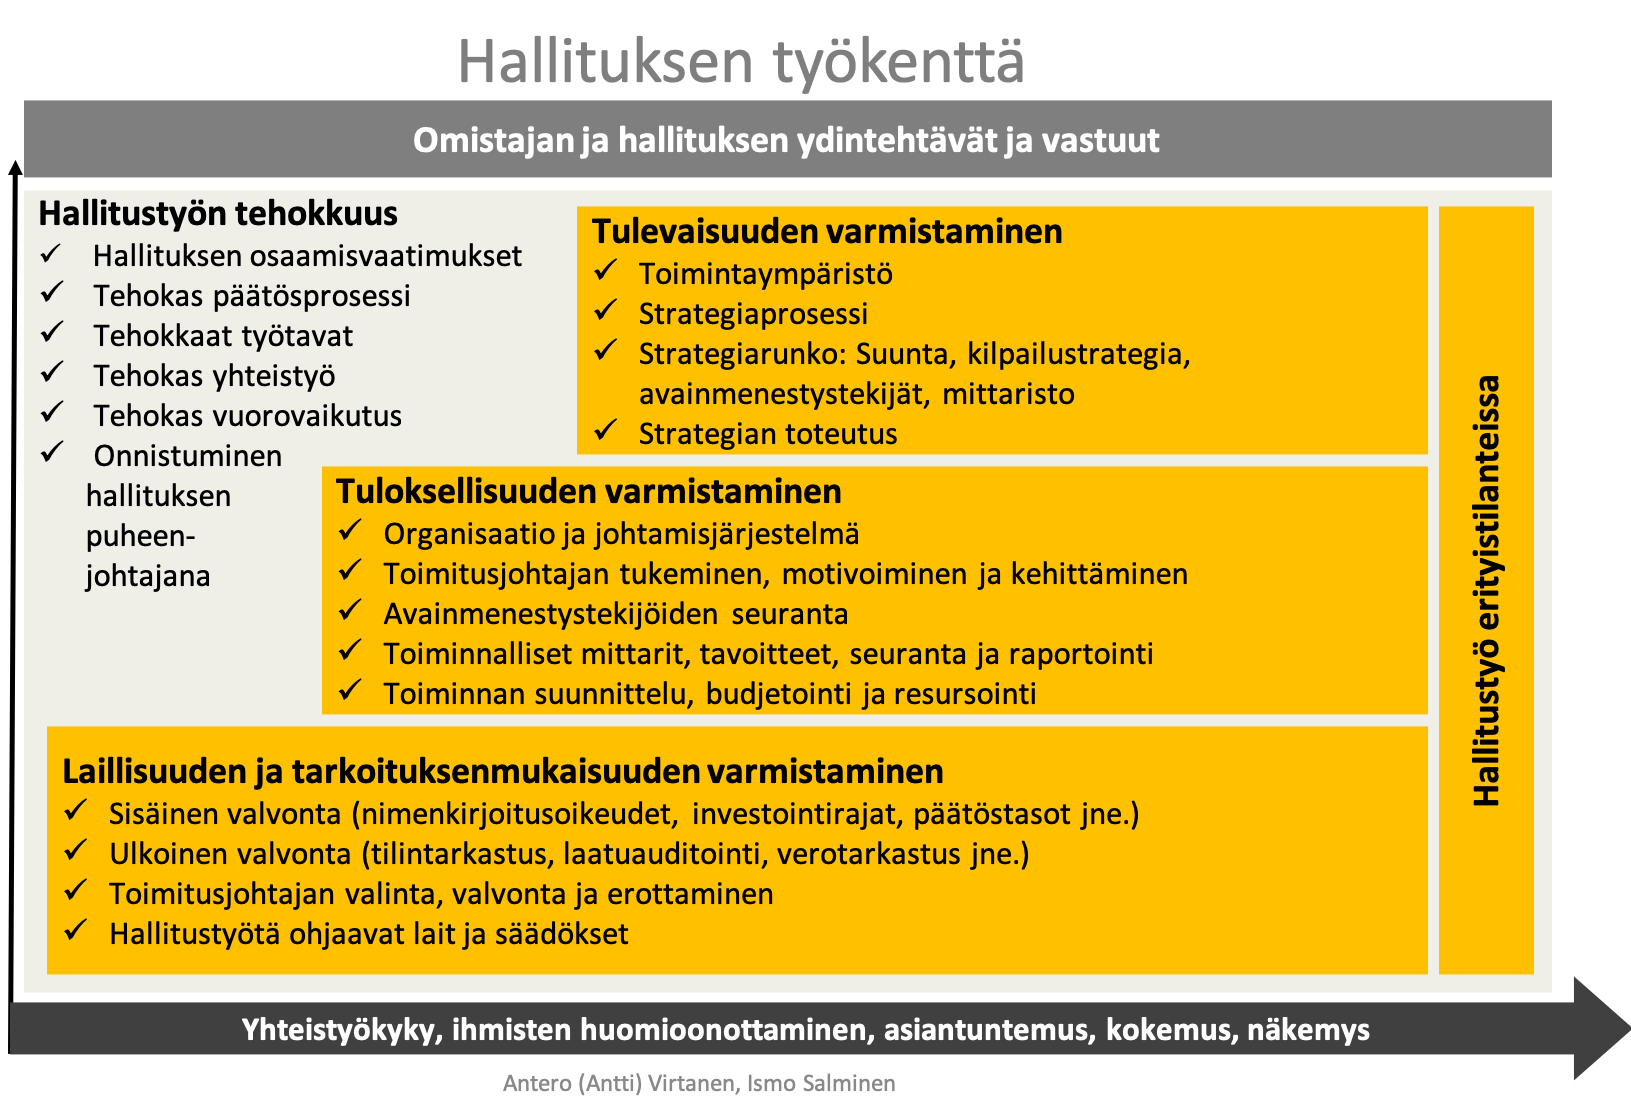 Hallituksen työkenttä
Omistajan ja hallituksen ydintehtävät ja vastuut
Hallitustyön tehokkuus
✓ Hallituksen osaamisvaatimukset
✓ Tehokas päätösprosessi
✓ Tehokkaat työtavat
✓ Tehokas yhteistyö
✓ Tehokas vuorovaikutus
✓ Onnistuminen
hallituksen
puheen-
johtajana
Tulevaisuuden varmistaminen
✓ Toimintaympäristö
✓ Strategiaprosessi
✓ Strategiarunko: Suunta, kilpailustrategia,
avainmenestystekijät, mittaristo
✓ Strategian toteutus
Tuloksellisuuden varmistaminen
✓ Organisaatio ja johtamisjärjestelmä
✓ Toimitusjohtajan tukeminen, motivoiminen ja kehittäminen
✓ Avainmenestystekijöiden seuranta
✓ Toiminnalliset mittarit, tavoitteet, seuranta ja raportointi
✓ Toiminnan suunnittelu, budjetointi ja resursointi
Laillisuuden ja tarkoituksenmukaisuuden varmistaminen
✓ Sisäinen valvonta (nimenkirjoitusoikeudet, investointirajat, päätöstasot jne.)
✓ Ulkoinen valvonta (tilintarkastus, laatuauditointi, verotarkastus jne.)
✓ Toimitusjohtajan valinta, valvonta ja erottaminen
✓ Hallitustyötä ohjaavat lait ja säädökset
Hallitustyö erityistilanteissa
Yhteistyökyky, ihmisten huomioonottaminen, asiantuntemus, kokemus, näkemys
Antero (Antti) Virtanen, Ismo Salminen